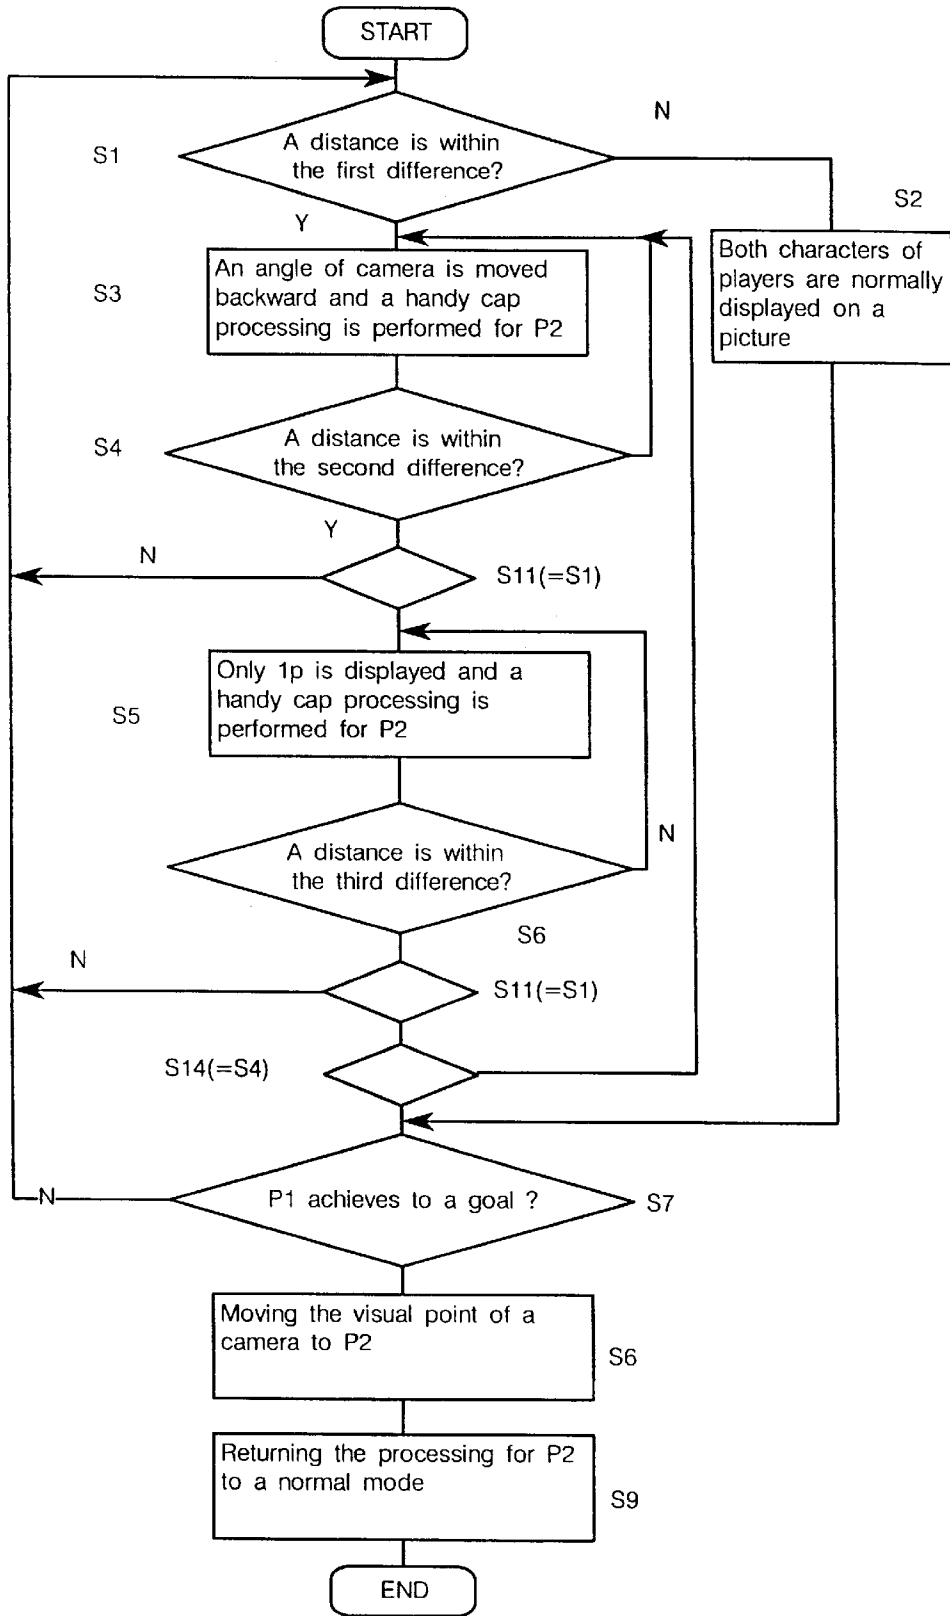 START
N
A distance is within
the first difference?
S1
S2
Y
Both characters of
players are normally
displayed on a
picture
An angle of camera is moved
backward and a handy cap
processing is performed for P2
S3
A distance is within
the second difference?
S4
Y
N
S11(=S1)
Only 1p is displayed and a
handy cap processing is
performed for P2
S5
N
A distance is within
the third difference?
S6
N
S11(=S1)
S14(=S4)
N
P1 achieves to a goal ?
S7
Moving the visual point of a
camera to P2
S6
Returning the processing for P2
to a normal mode
S9
END